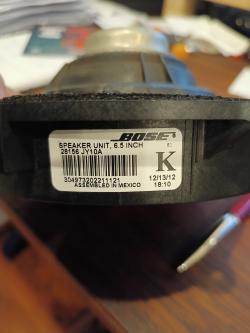 BOSE
SPEAKER UNIT, 6.5 INCH
28156 JY10A
K
304973202211121
12/13/12
ASSEMBLED IN MEXICO
18:10